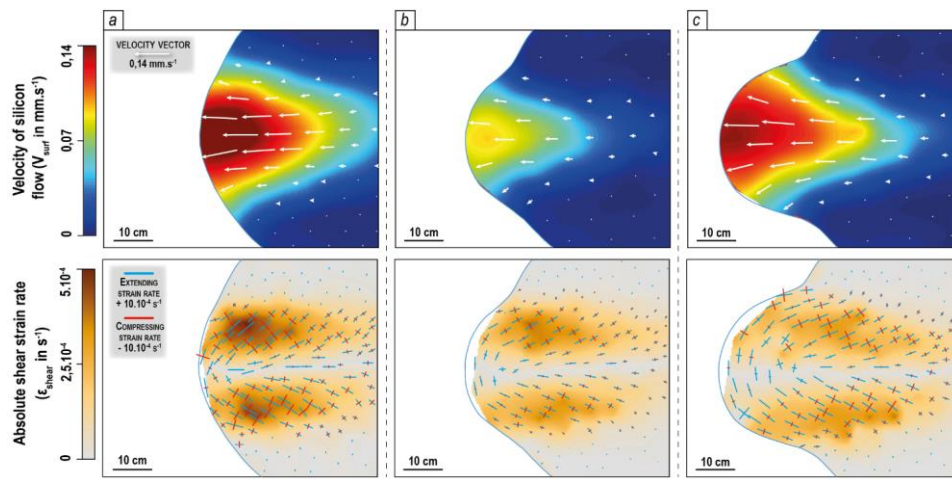 a
b
c
VELOCITY VECTOR
0,14 mm.s⁻¹
Velocity of silicon
flow (V_surf in mm.s⁻¹)
0,14
0,07
0
10 cm
10 cm
10 cm
EXTENDING
STRAIN RATE
+ 10.10⁻⁴ s⁻¹
COMPRESSING
STRAIN RATE
- 10.10⁻⁴ s⁻¹
Absolute shear strain rate
(ε_shear in s⁻¹)
5.10⁻⁴
2,5.10⁻⁴
0
10 cm
10 cm
10 cm